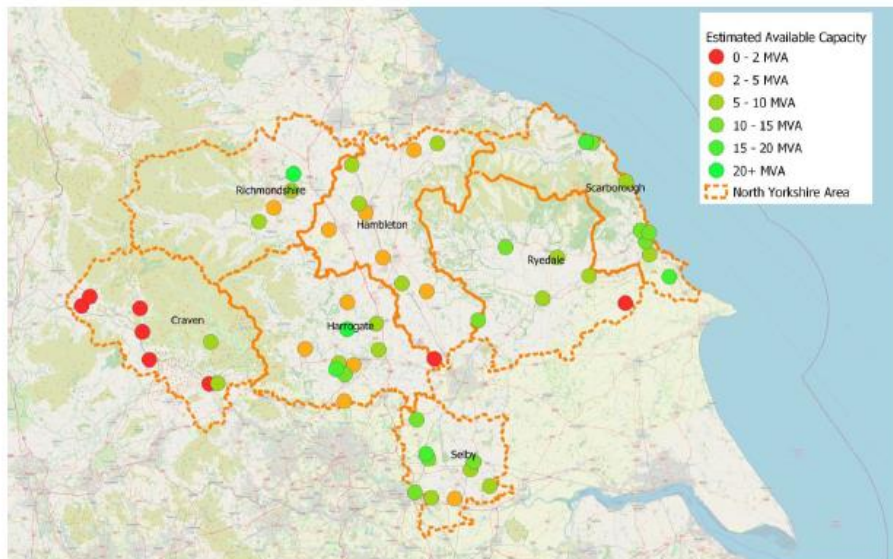 Estimated Available Capacity
0 - 2 MVA
2 - 5 MVA
5 - 10 MVA
10 - 15 MVA
15 - 20 MVA
20+ MVA
North Yorkshire Area
Richmondshire
Scarborough
Hambleton
Ryedale
Craven
Harrogate
Selby